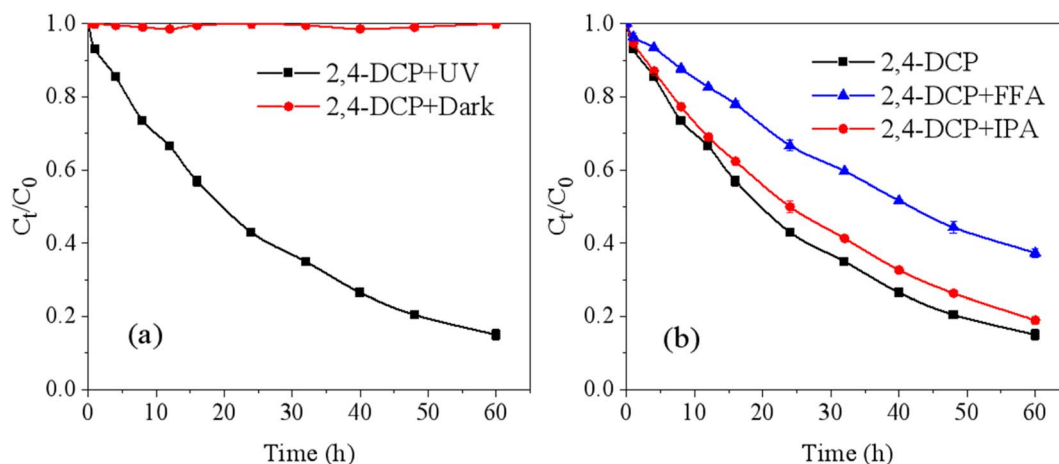 1.0
0.8
0.6
0.4
0.2
0.0
C_t/C_0
2,4-DCP+UV
2,4-DCP+Dark
(a)
0 10 20 30 40 50 60
Time (h)
1.0
0.8
0.6
0.4
0.2
0.0
C_t/C_0
2,4-DCP
2,4-DCP+FFA
2,4-DCP+IPA
(b)
0 10 20 30 40 50 60
Time (h)